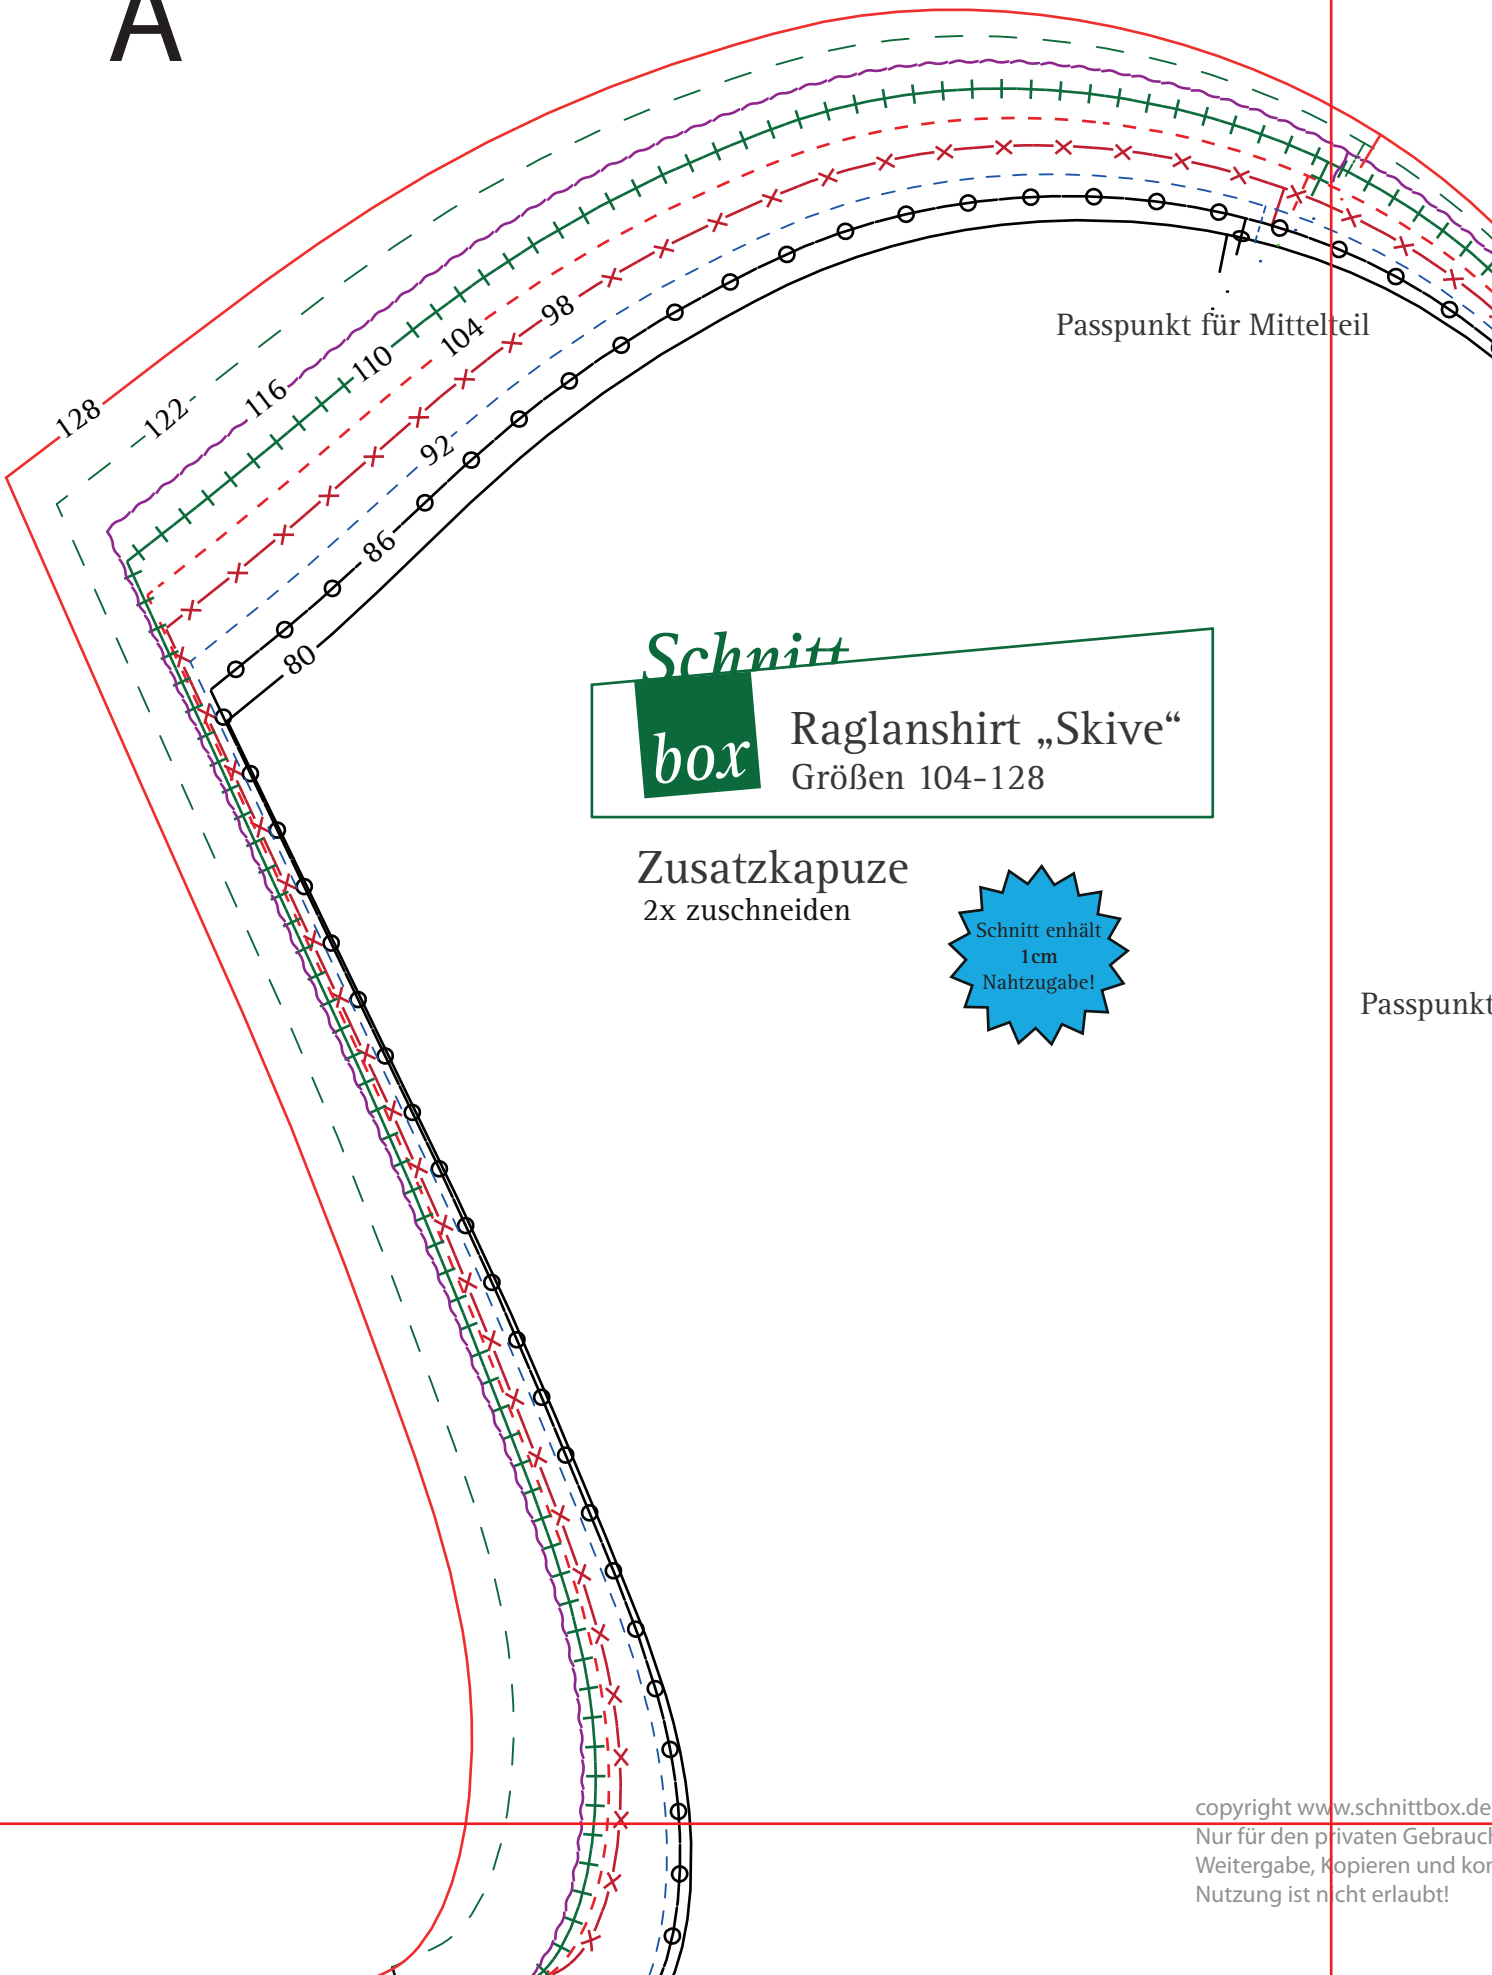 A
Passpunkt für Mittelteil
98
104
110
116
122
128
92
86
80
Schnitt
box
Raglanshirt „Skive“
Größen 104-128
Zusatzkapuze
2x zuschneiden
Schnitt enhält
1cm
Nahtzugabe!
Passpunkt
copyright www.schnittbox.de
Nur für den privaten Gebrauch
Weitergabe, Kopieren und kor
Nutzung ist nicht erlaubt!